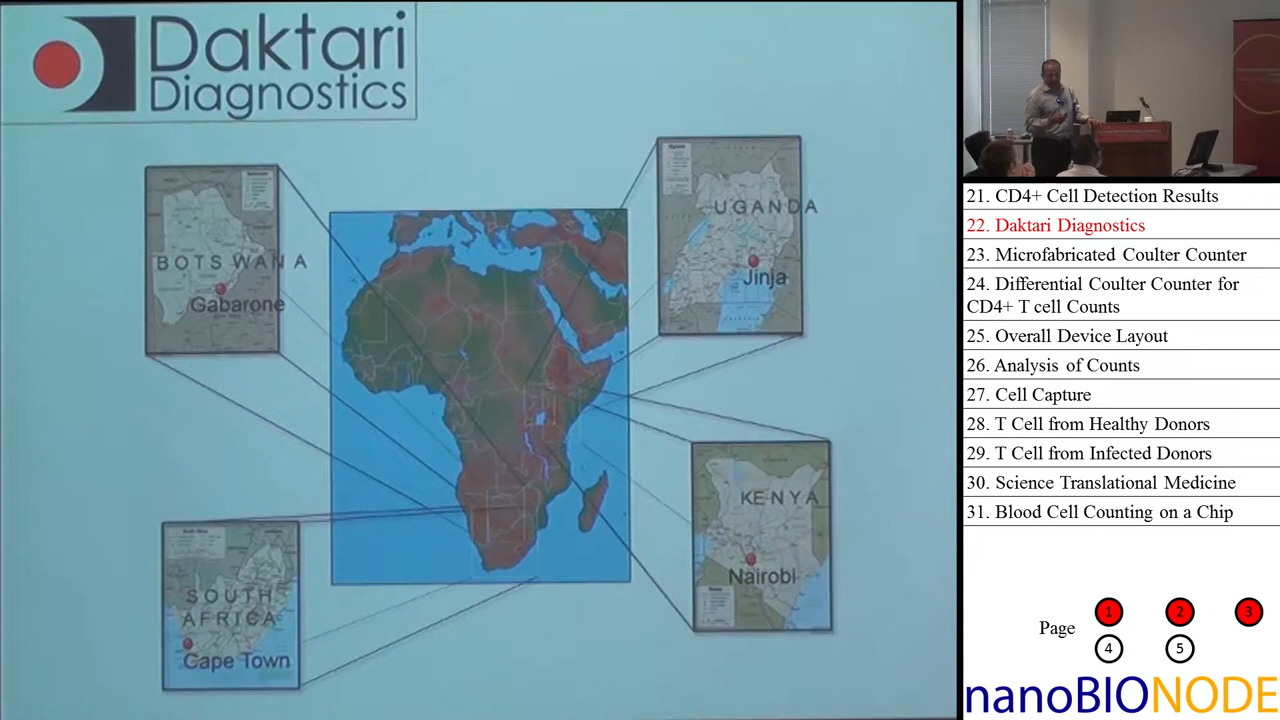 Daktari
Diagnostics
BOTSWANA
Gabarone
UGANDA
Jinja
KENYA
Nairobi
SOUTH
AFRICA
Cape Town
21. CD4+ Cell Detection Results
22. Daktari Diagnostics
23. Microfabricated Coulter Counter
24. Differential Coulter Counter for
CD4+ T cell Counts
25. Overall Device Layout
26. Analysis of Counts
27. Cell Capture
28. T Cell from Healthy Donors
29. T Cell from Infected Donors
30. Science Translational Medicine
31. Blood Cell Counting on a Chip
Page
1 2 3
4 5
nanoBIONODE